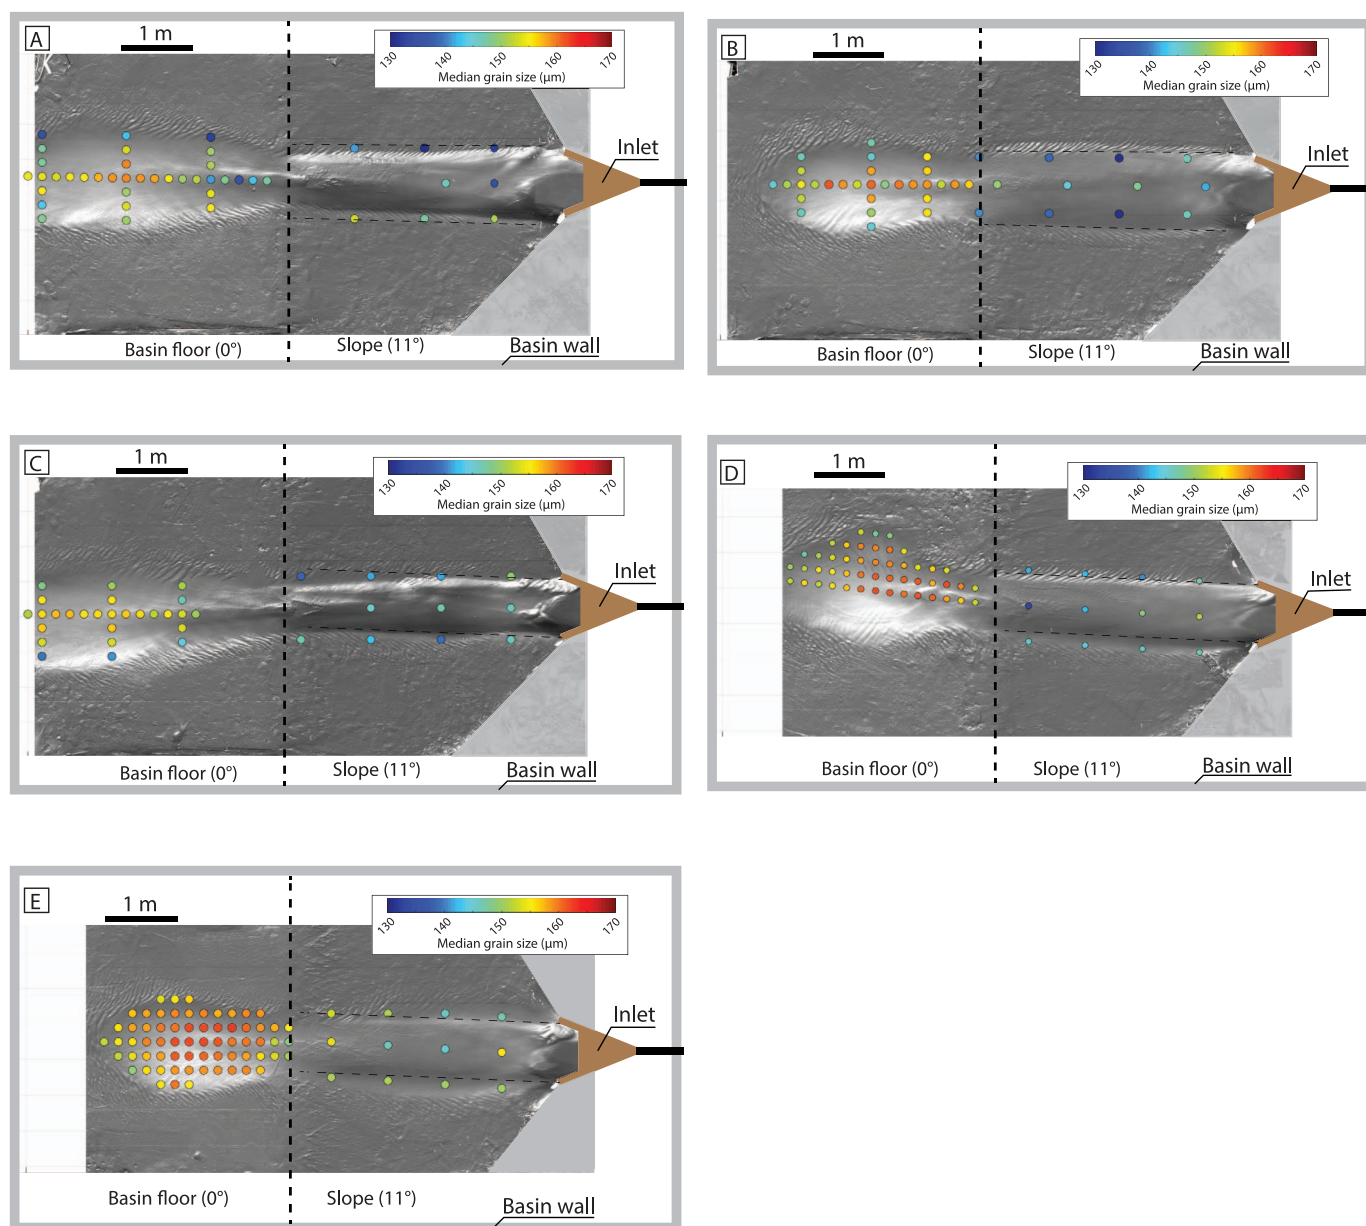 A
1 m
130 140 150 160 170
Median grain size (µm)
Inlet
Basin floor (0°)
Slope (11°)
Basin wall
B
1 m
130 140 150 160 170
Median grain size (µm)
Inlet
Basin floor (0°)
Slope (11°)
Basin wall
C
1 m
130 140 150 160 170
Median grain size (µm)
Inlet
Basin floor (0°)
Slope (11°)
Basin wall
D
1 m
130 140 150 160 170
Median grain size (µm)
Inlet
Basin floor (0°)
Slope (11°)
Basin wall
E
1 m
130 140 150 160 170
Median grain size (µm)
Inlet
Basin floor (0°)
Slope (11°)
Basin wall